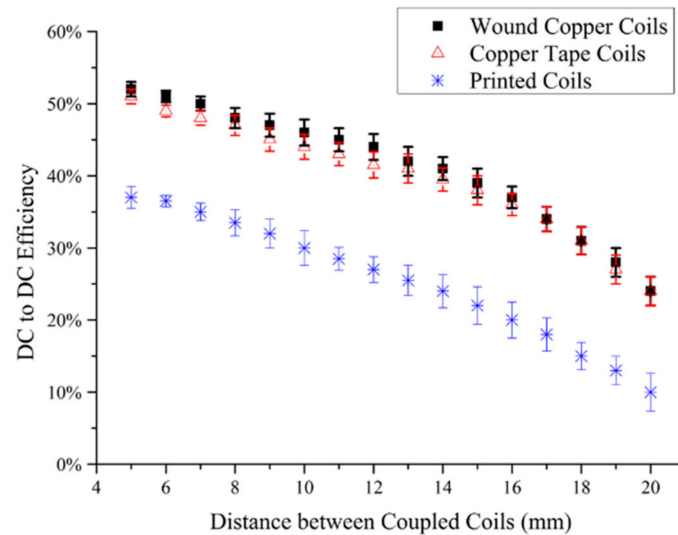 Wound Copper Coils
Copper Tape Coils
Printed Coils
60%
50%
40%
30%
20%
10%
0%
DC to DC Efficiency
4 6 8 10 12 14 16 18 20
Distance between Coupled Coils (mm)